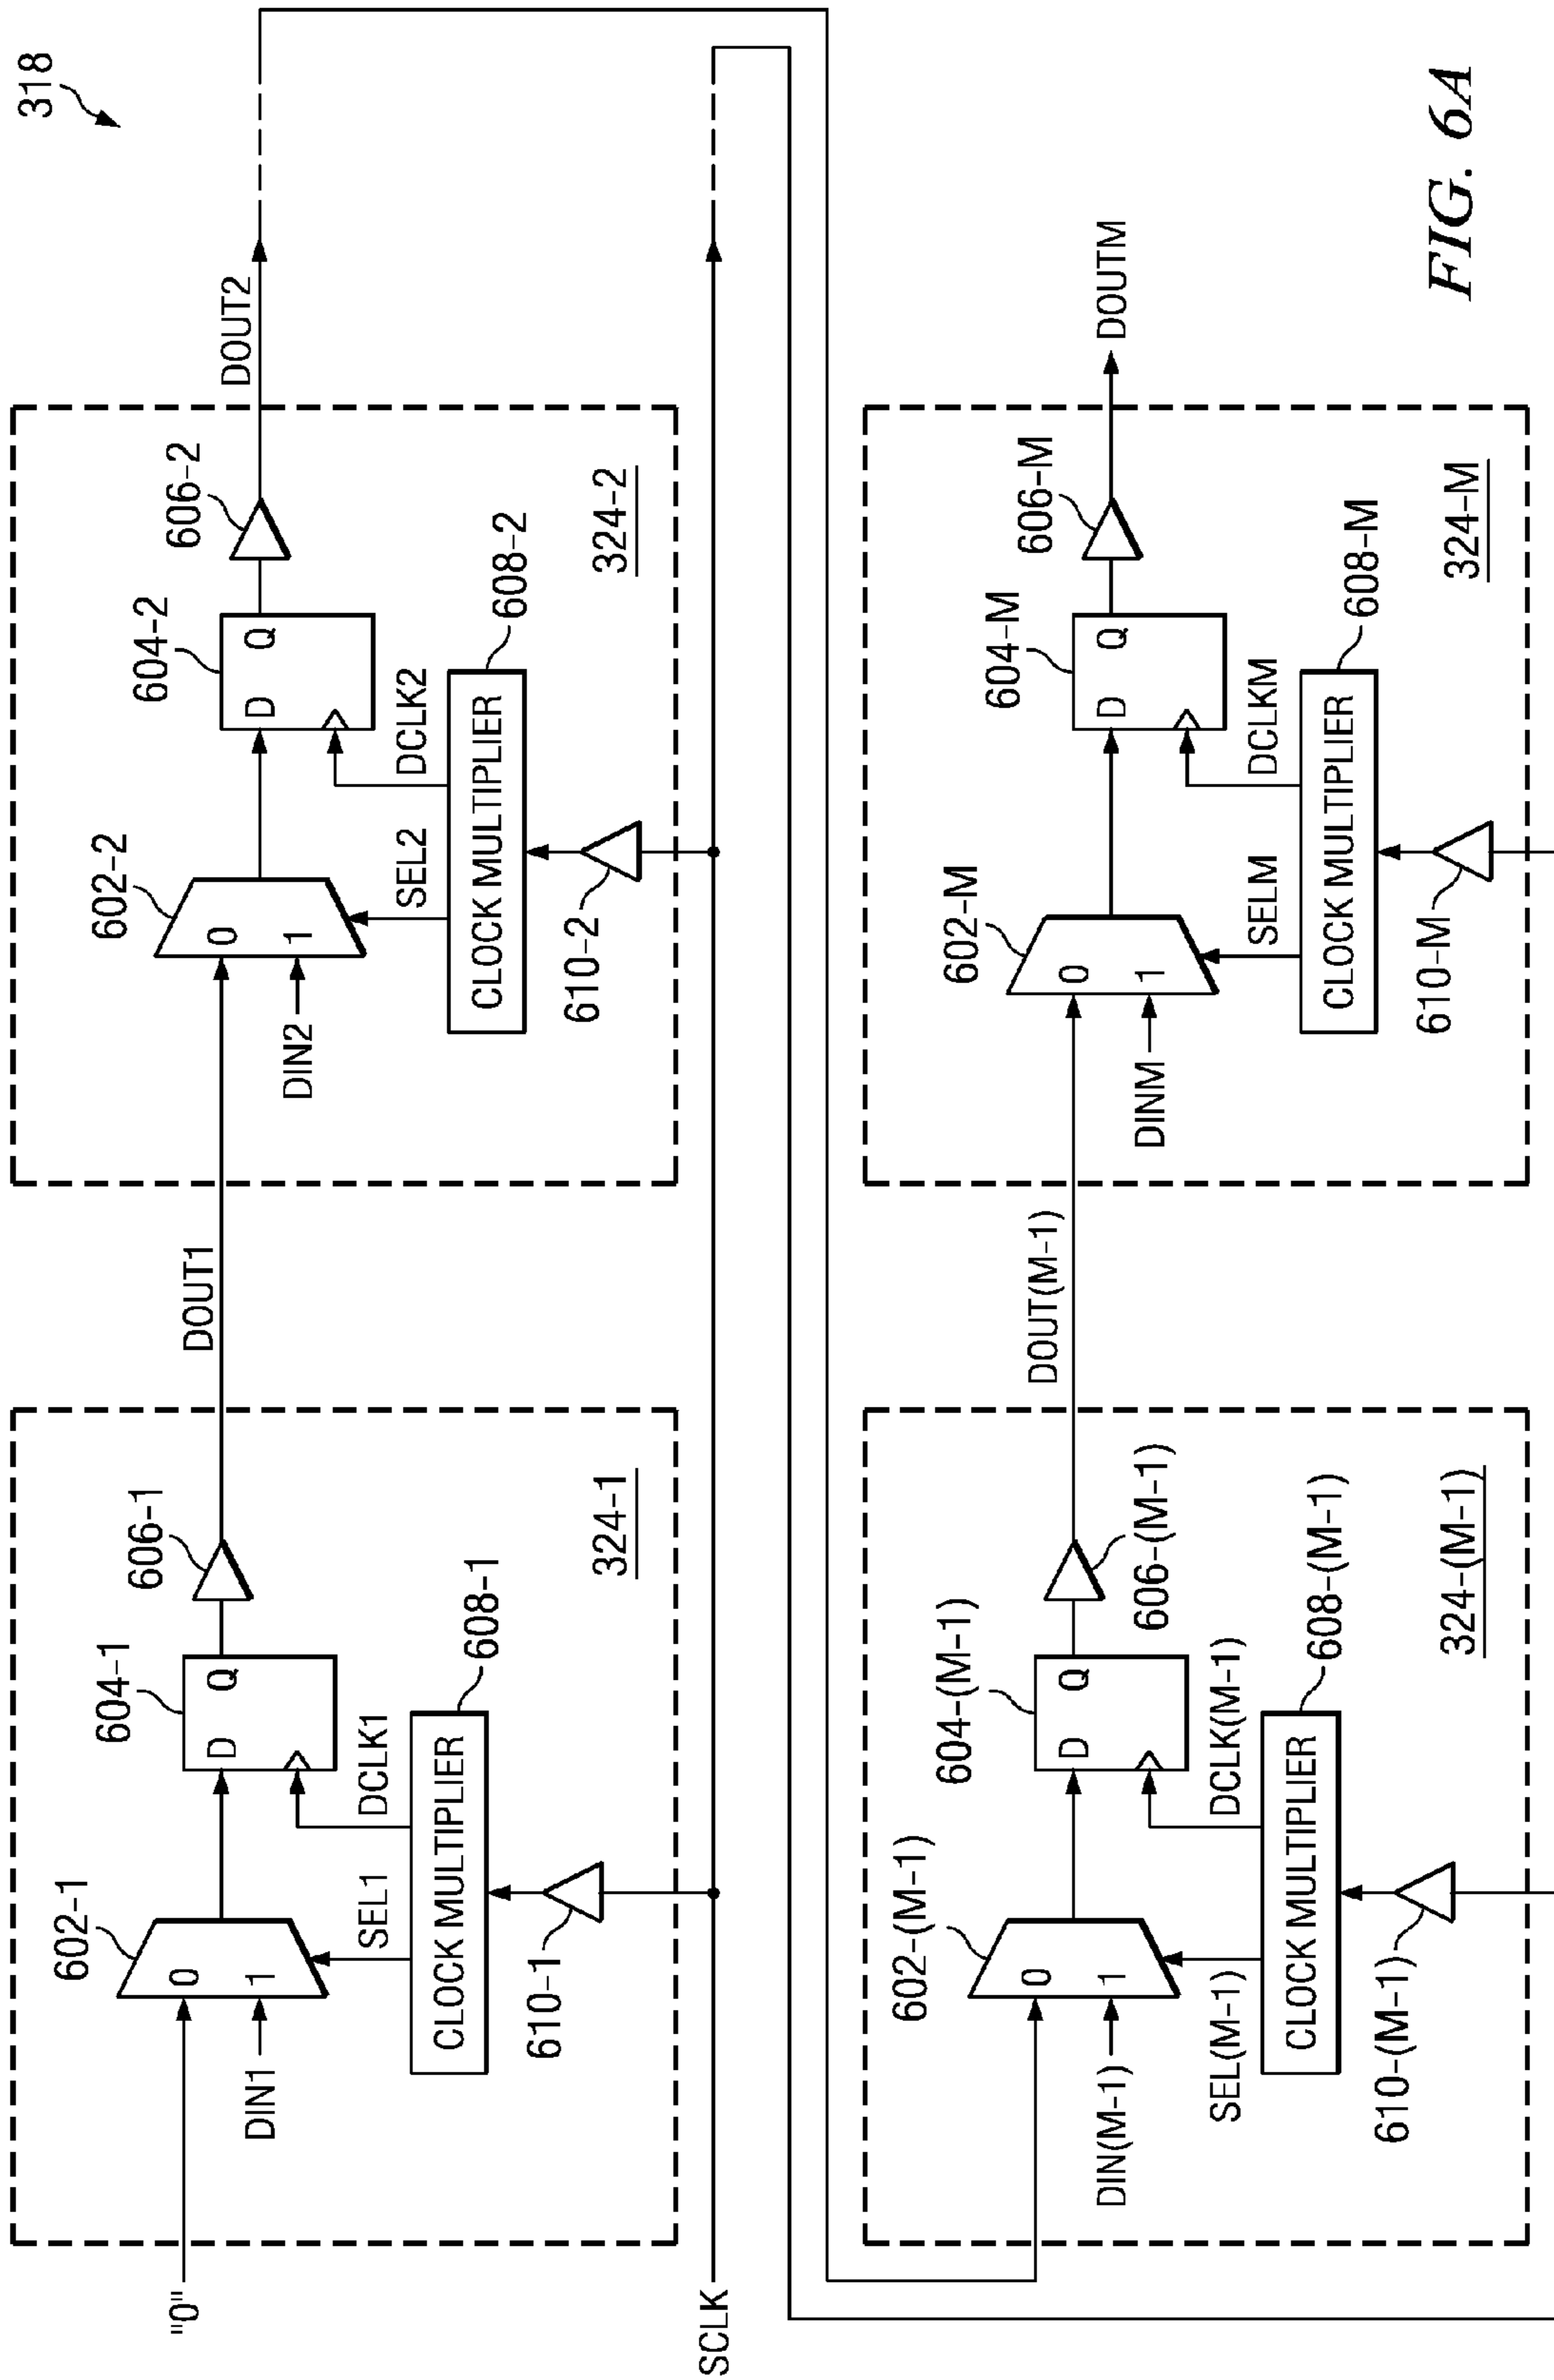 318
602-1
604-1
606-1
"0"
0
1
D Q
DOUT1
DIN1
SEL1
DCLK1
CLOCK MULTIPLIER
608-1
610-1
324-1
602-2
604-2
606-2
0
1
D Q
DOUT2
DIN2
SEL2
DCLK2
CLOCK MULTIPLIER
608-2
610-2
324-2
SCLK
602-(M-1)
604-(M-1)
606-(M-1)
0
1
D Q
DOUT(M-1)
DIN(M-1)
SEL(M-1)
DCLK(M-1)
CLOCK MULTIPLIER
608-(M-1)
610-(M-1)
324-(M-1)
602-M
604-M
606-M
0
1
D Q
DOUTM
DINM
SELM
DCLKM
CLOCK MULTIPLIER
608-M
610-M
324-M
FIG. 6A